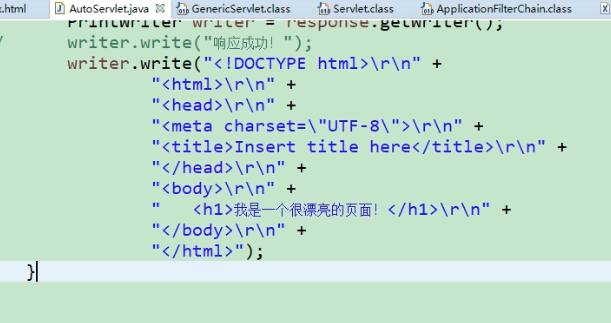 x.html AutoServlet.java GenericServlet.class Servlet.class ApplicationFilterChain.class
PrintWriter writer = response.getWriter();
/ writer.write("响应成功！");
writer.write("<!DOCTYPE html>\r\n" +
"<html>\r\n" +
"<head>\r\n" +
"<meta charset=\"UTF-8\">\r\n" +
"<title>Insert title here</title>\r\n" +
"</head>\r\n" +
"<body>\r\n" +
"   <h1>我是一个很漂亮的页面！</h1>\r\n" +
"</body>\r\n" +
"</html>");
}